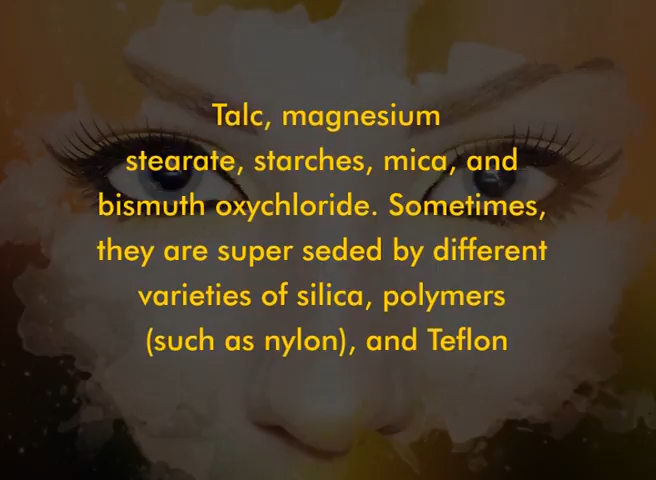 Talc, magnesium
stearate, starches, mica, and
bismuth oxychloride. Sometimes,
they are super seded by different
varieties of silica, polymers
(such as nylon), and Teflon